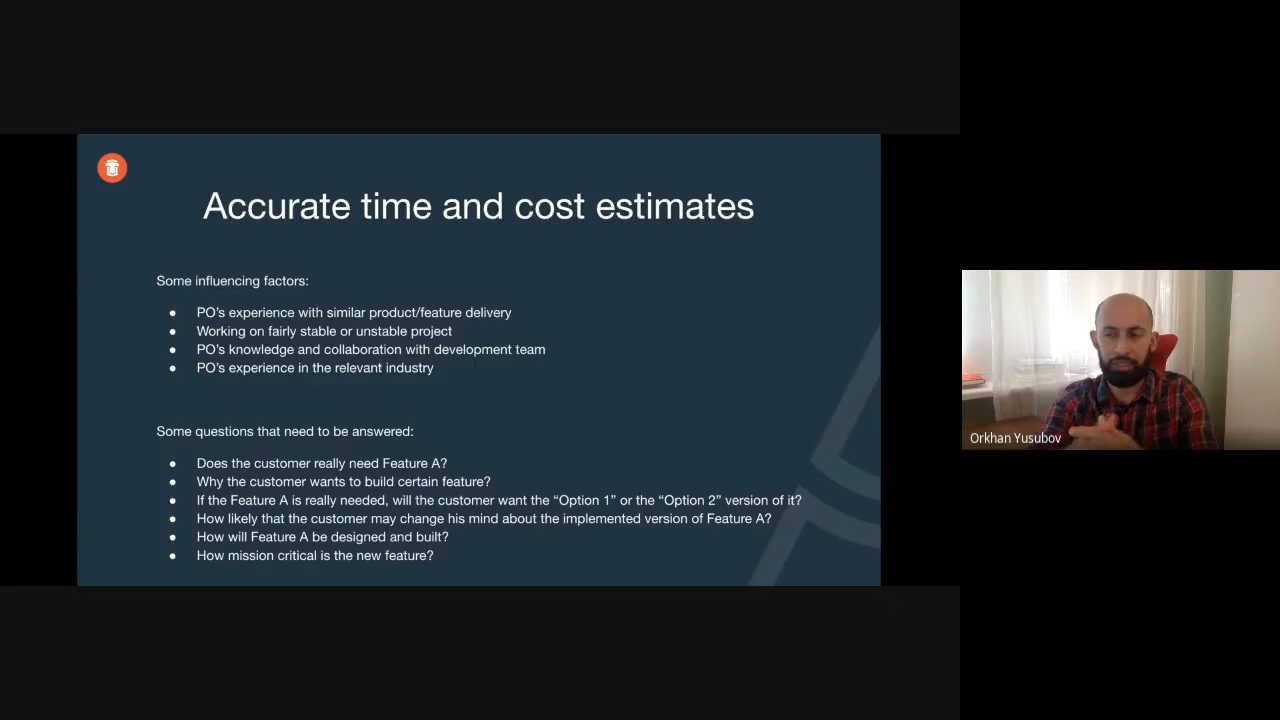 Accurate time and cost estimates
Some influencing factors:
● PO's experience with similar product/feature delivery
● Working on fairly stable or unstable project
● PO's knowledge and collaboration with development team
● PO's experience in the relevant industry
Some questions that need to be answered:
● Does the customer really need Feature A?
● Why the customer wants to build certain feature?
● If the Feature A is really needed, will the customer want the “Option 1” or the “Option 2” version of it?
● How likely that the customer may change his mind about the implemented version of Feature A?
● How will Feature A be designed and built?
● How mission critical is the new feature?
Orkhan Yusubov